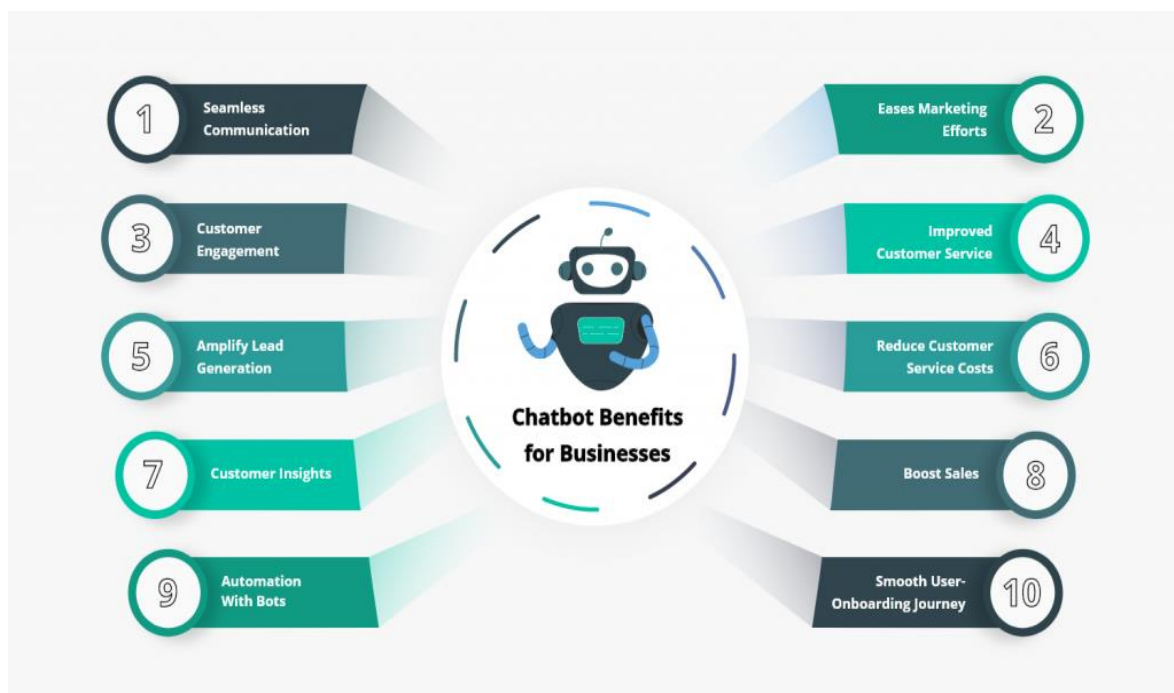 1
Seamless
Communication
2
Eases Marketing
Efforts
3
Customer
Engagement
4
Improved
Customer Service
5
Amplify Lead
Generation
6
Reduce Customer
Service Costs
7
Customer Insights
8
Boost Sales
9
Automation
With Bots
10
Smooth User-
Onboarding Journey
Chatbot Benefits
for Businesses